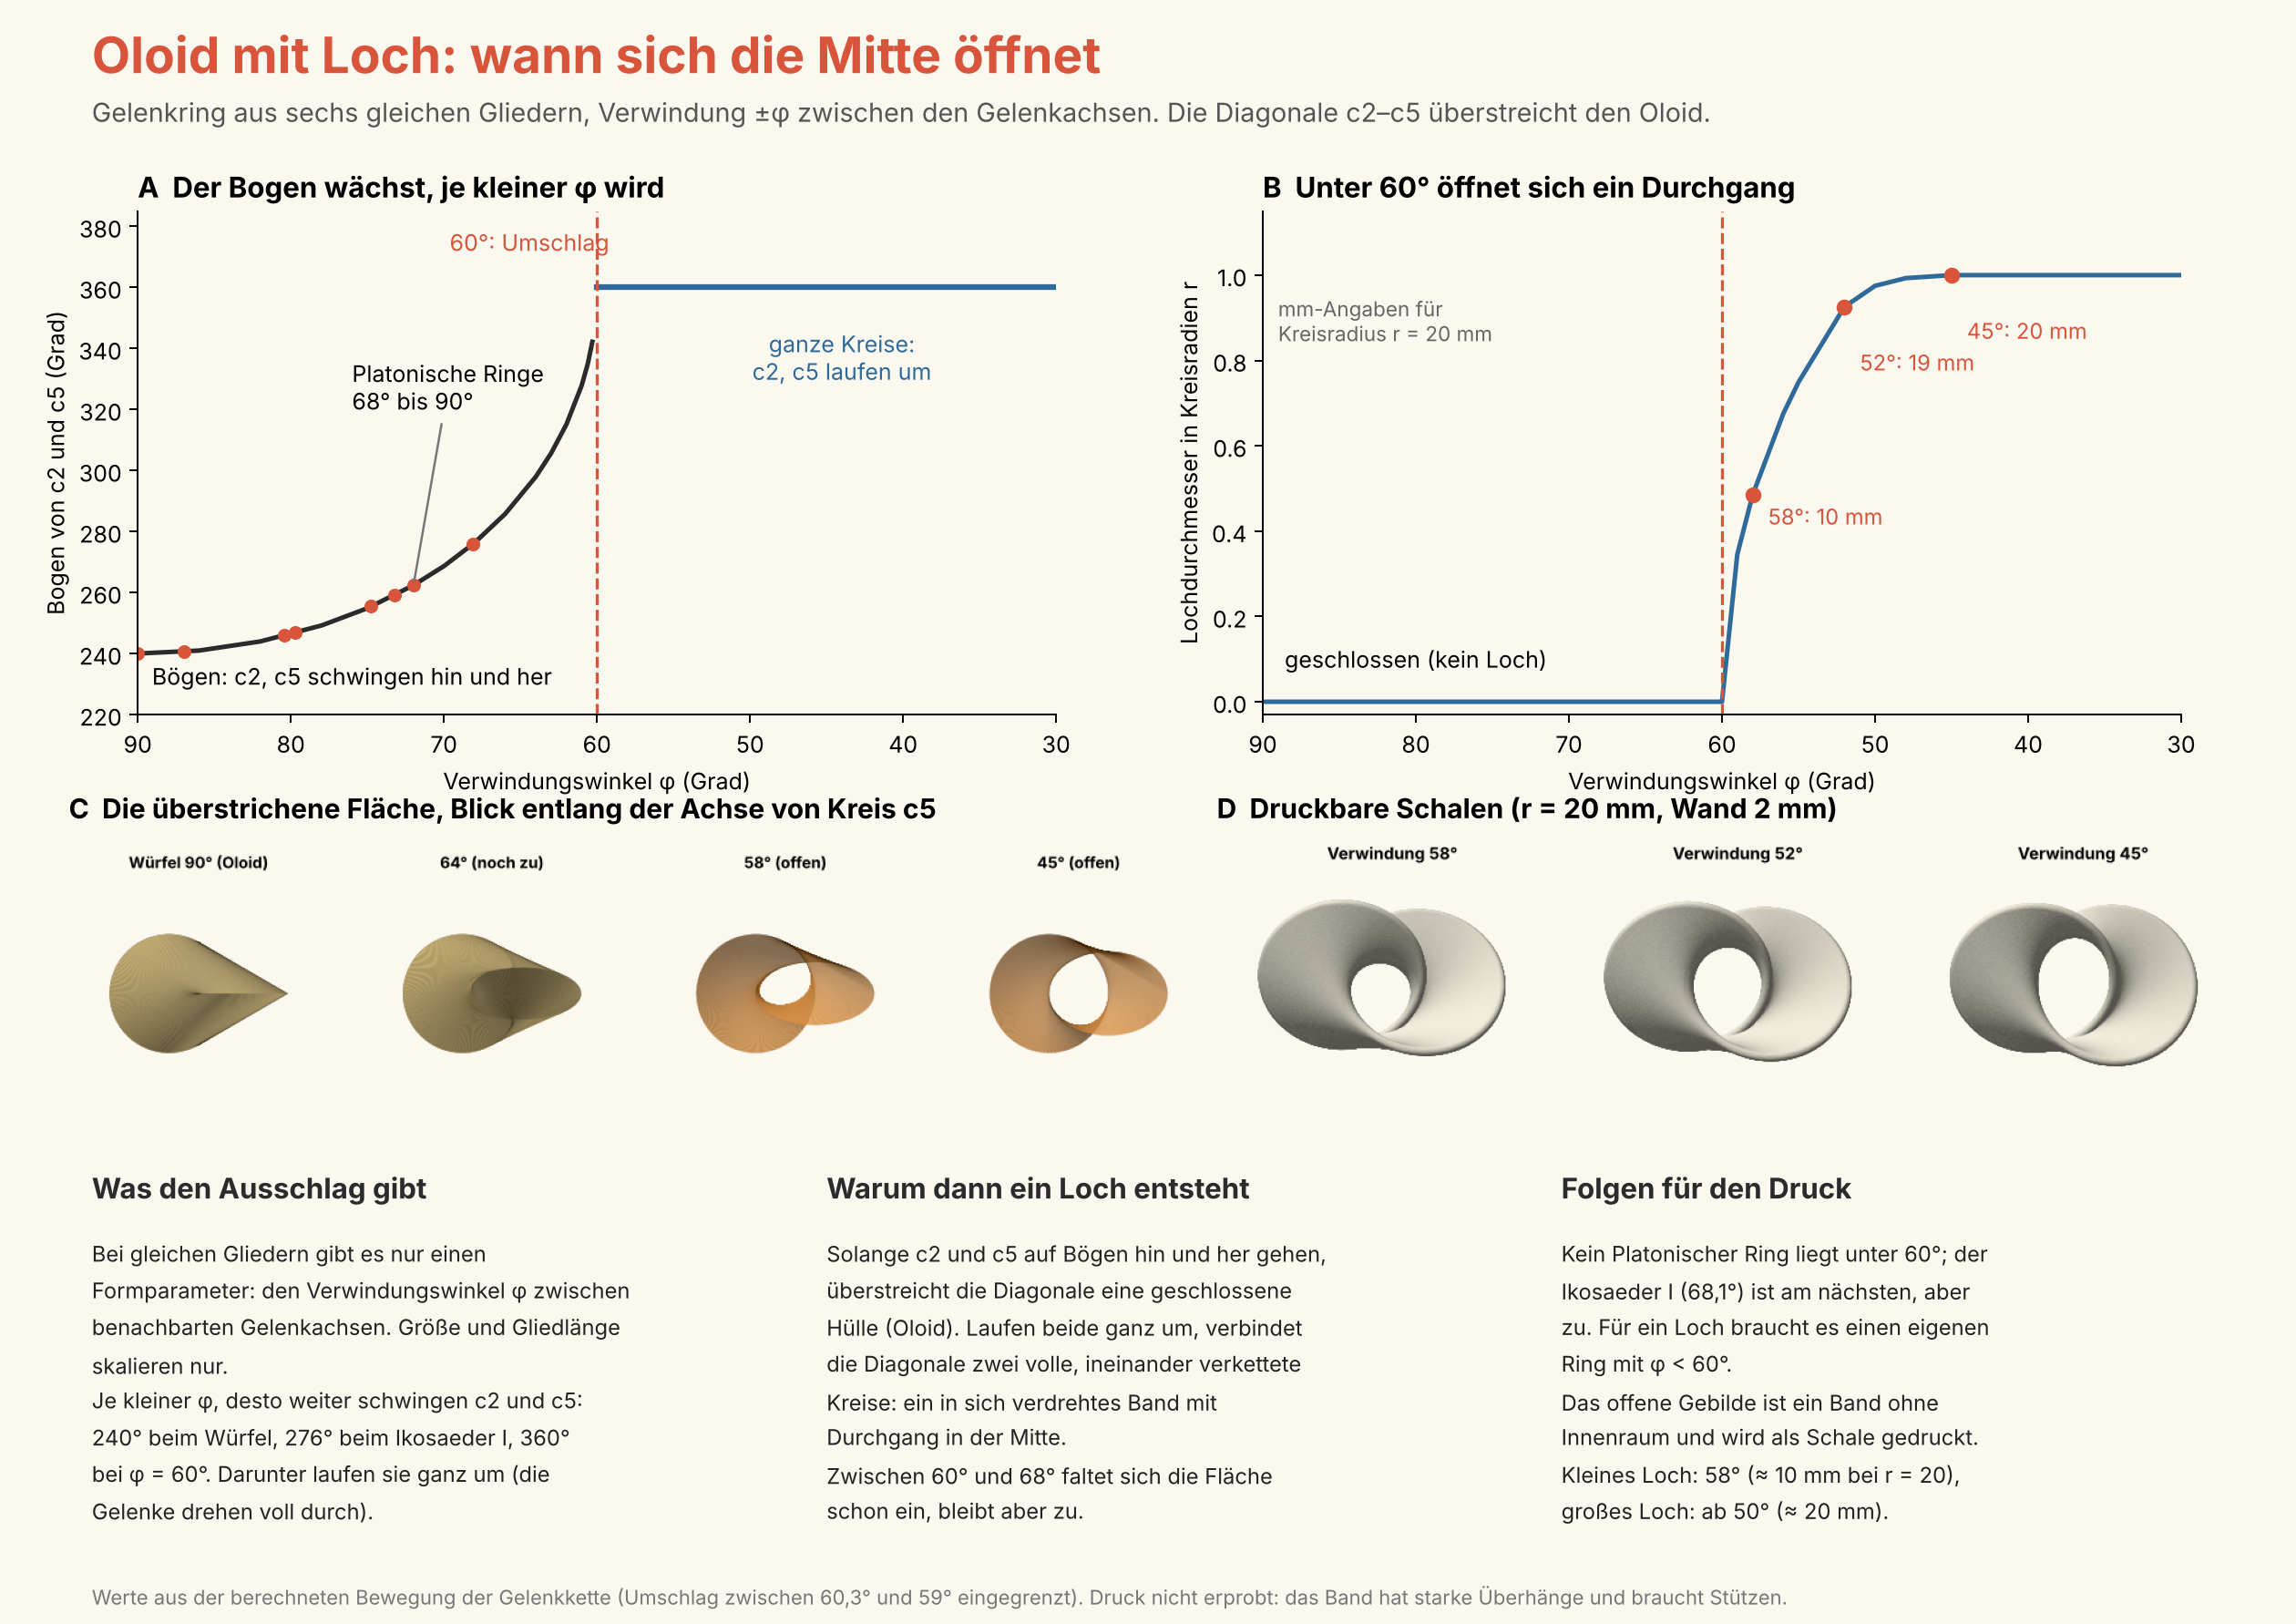 Oloid mit Loch: wann sich die Mitte öffnet
Gelenkring aus sechs gleichen Gliedern, Verwindung ±φ zwischen den Gelenkachsen. Die Diagonale c2–c5 überstreicht den Oloid.
A Der Bogen wächst, je kleiner φ wird
380
360
340
320
300
280
260
240
220
Bogen von c2 und c5 (Grad)
60°: Umschlag
Platonische Ringe
68° bis 90°
ganze Kreise:
c2, c5 laufen um
Bögen: c2, c5 schwingen hin und her
90 80 70 60 50 40 30
Verwindungswinkel φ (Grad)
B Unter 60° öffnet sich ein Durchgang
1.0
0.8
0.6
0.4
0.2
0.0
Lochdurchmesser in Kreisradien r
mm-Angaben für
Kreisradius r = 20 mm
45°: 20 mm
52°: 19 mm
58°: 10 mm
geschlossen (kein Loch)
90 80 70 60 50 40 30
Verwindungswinkel φ (Grad)
C Die überstrichene Fläche, Blick entlang der Achse von Kreis c5
Würfel 90° (Oloid)
64° (noch zu)
58° (offen)
45° (offen)
D Druckbare Schalen (r = 20 mm, Wand 2 mm)
Verwindung 58°
Verwindung 52°
Verwindung 45°
Was den Ausschlag gibt
Bei gleichen Gliedern gibt es nur einen
Formparameter: den Verwindungswinkel φ zwischen
benachbarten Gelenkachsen. Größe und Gliedlänge
skalieren nur.
Je kleiner φ, desto weiter schwingen c2 und c5:
240° beim Würfel, 276° beim Ikosaeder I, 360°
bei φ = 60°. Darunter laufen sie ganz um (die
Gelenke drehen voll durch).
Warum dann ein Loch entsteht
Solange c2 und c5 auf Bögen hin und her gehen,
überstreicht die Diagonale eine geschlossene
Hülle (Oloid). Laufen beide ganz um, verbindet
die Diagonale zwei volle, ineinander verkettete
Kreise: ein in sich verdrehtes Band mit
Durchgang in der Mitte.
Zwischen 60° und 68° faltet sich die Fläche
schon ein, bleibt aber zu.
Folgen für den Druck
Kein Platonischer Ring liegt unter 60°; der
Ikosaeder I (68,1°) ist am nächsten, aber
zu. Für ein Loch braucht es einen eigenen
Ring mit φ < 60°.
Das offene Gebilde ist ein Band ohne
Innenraum und wird als Schale gedruckt.
Kleines Loch: 58° (≈ 10 mm bei r = 20),
großes Loch: ab 50° (≈ 20 mm).
Werte aus der berechneten Bewegung der Gelenkkette (Umschlag zwischen 60,3° und 59° eingegrenzt). Druck nicht erprobt: das Band hat starke Überhänge und braucht Stützen.